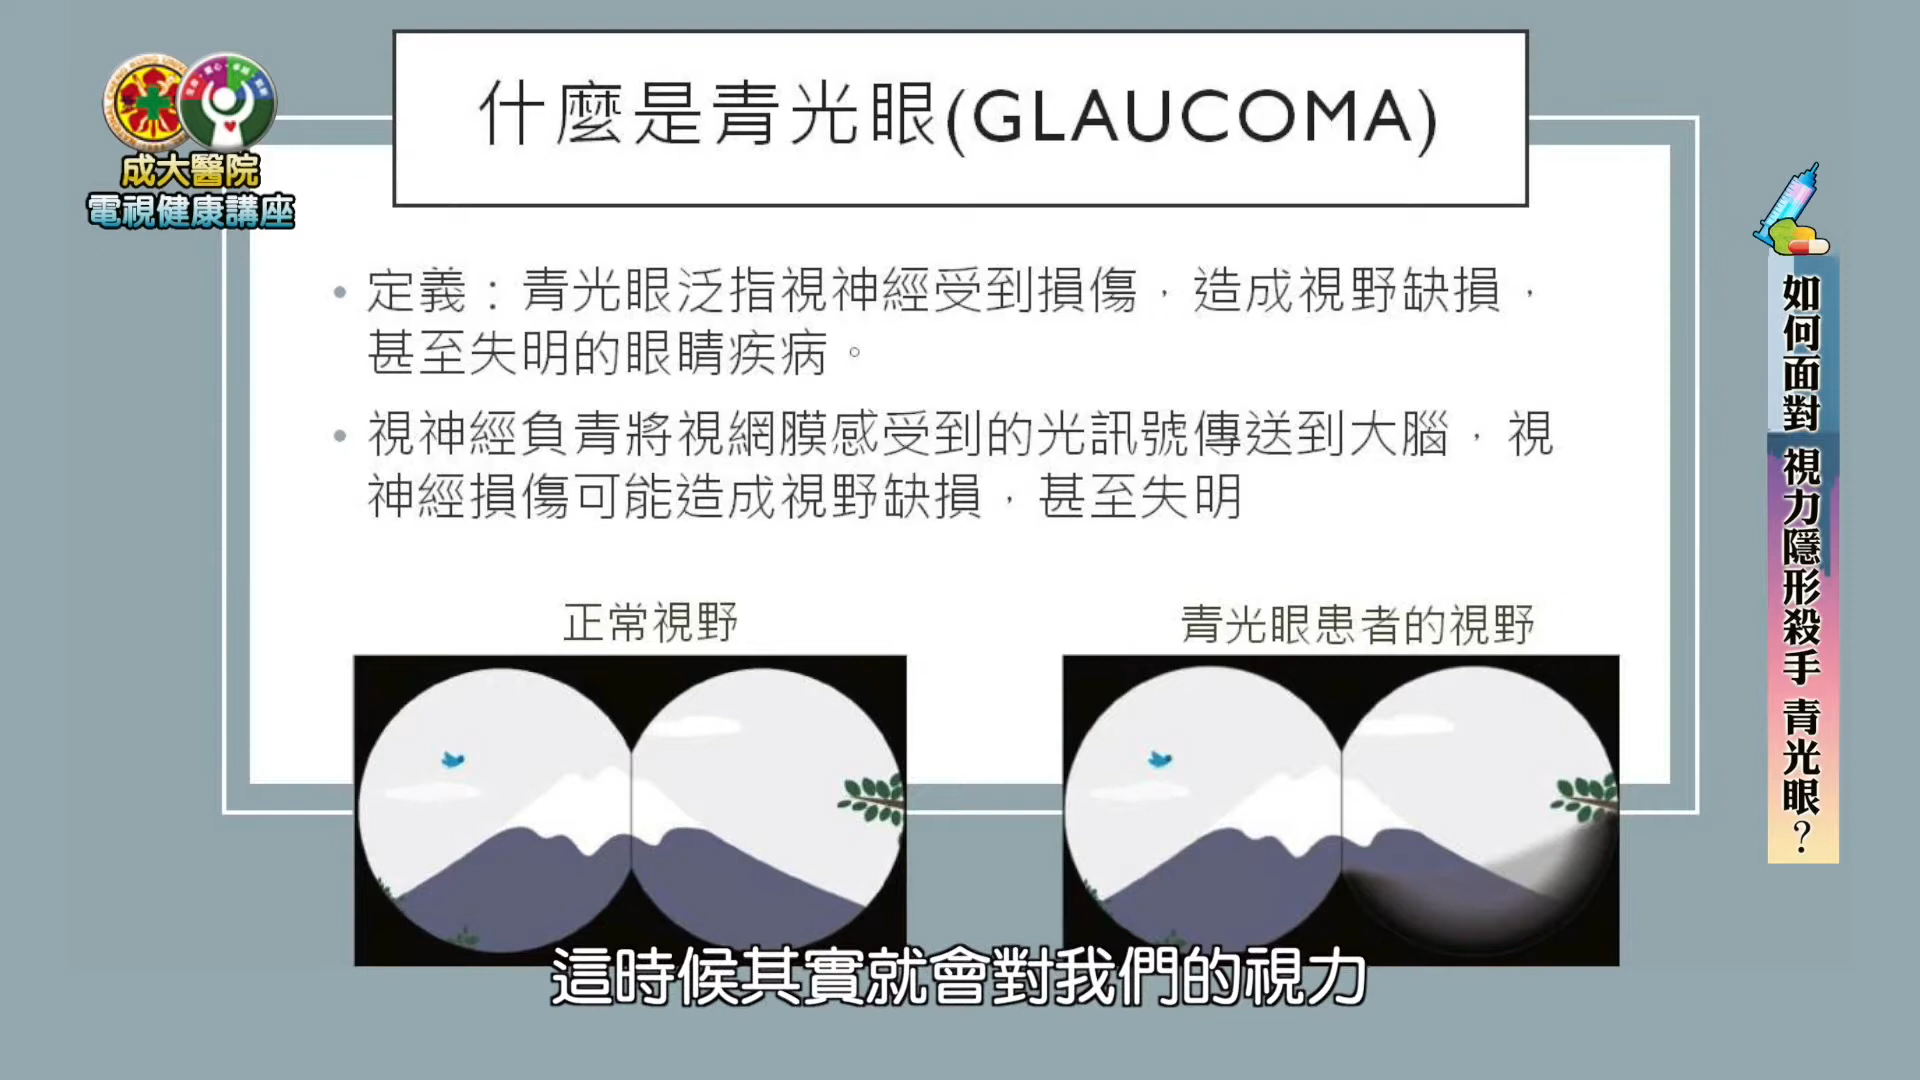 什麼是青光眼(GLAUCOMA)
成大醫院
電視健康講座
定義：青光眼泛指視神經受到損傷，造成視野缺損，
甚至失明的眼睛疾病。
視神經負青將視網膜感受到的光訊號傳送到大腦，視
神經損傷可能造成視野缺損，甚至失明
正常視野
青光眼患者的視野
如何面對 視力隱形殺手 青光眼？
這時候其實就會對我們的視力